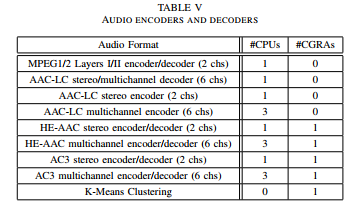 TABLE V
AUDIO ENCODERS AND DECODERS
Audio Format #CPUs #CGRAs
MPEG1/2 Layers I/II encoder/decoder (2 chs) 1 0
AAC-LC stereo/multichannel decoder (6 chs) 1 0
AAC-LC stereo encoder (2 chs) 1 0
AAC-LC multichannel encoder (6 chs) 3 0
HE-AAC stereo encoder (2 chs) 1 1
HE-AAC multichannel encoder/decoder (6 chs) 3 1
AC3 stereo encoder/decoder (2 chs) 1 1
AC3 multichannel encoder/decoder (6 chs) 3 1
K-Means Clustering 0 1